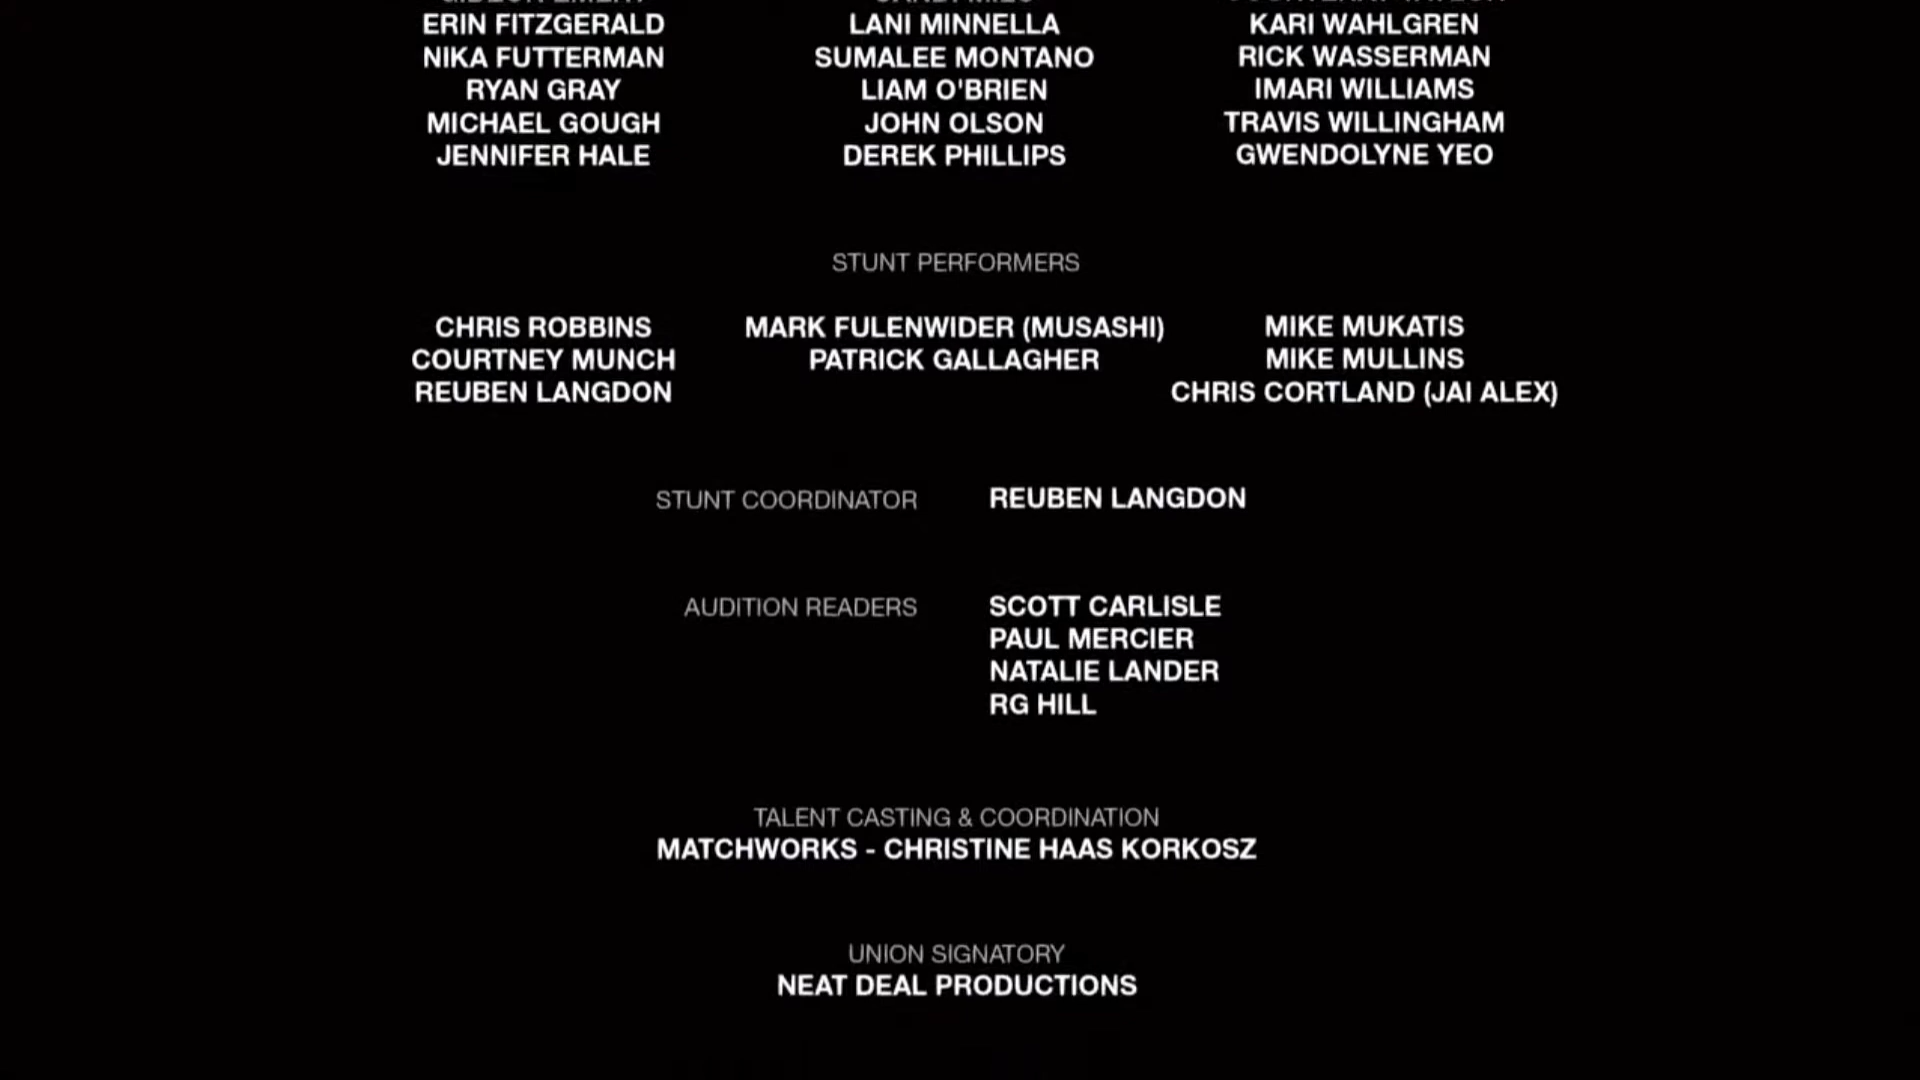 ERIN FITZGERALD LANI MINNELLA KARI WAHLGREN
NIKA FUTTERMAN SUMALEE MONTANO RICK WASSERMAN
RYAN GRAY LIAM O'BRIEN IMARI WILLIAMS
MICHAEL GOUGH JOHN OLSON TRAVIS WILLINGHAM
JENNIFER HALE DEREK PHILLIPS GWENDOLYNE YEO
STUNT PERFORMERS
CHRIS ROBBINS MARK FULENWIDER (MUSASHI) MIKE MUKATIS
COURTNEY MUNCH PATRICK GALLAGHER MIKE MULLINS
REUBEN LANGDON CHRIS CORTLAND (JAI ALEX)
STUNT COORDINATOR REUBEN LANGDON
AUDITION READERS SCOTT CARLISLE
PAUL MERCIER
NATALIE LANDER
RG HILL
TALENT CASTING & COORDINATION
MATCHWORKS - CHRISTINE HAAS KORKOSZ
UNION SIGNATORY
NEAT DEAL PRODUCTIONS